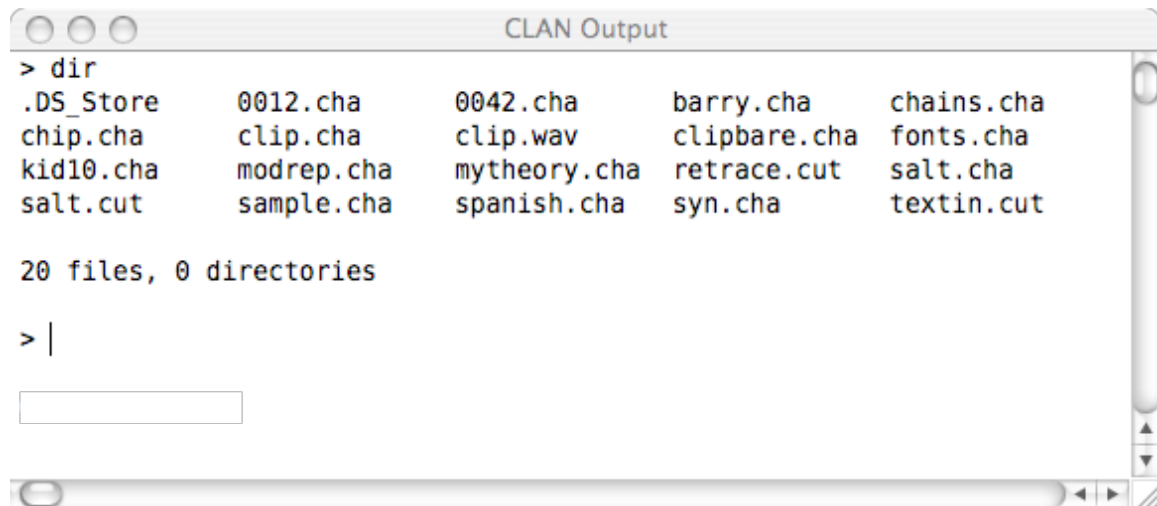 CLAN Output
> dir
.DS_Store 0012.cha 0042.cha barry.cha chains.cha
chip.cha clip.cha clip.wav clipbare.cha fonts.cha
kid10.cha modrep.cha mytheory.cha retrace.cut salt.cha
salt.cut sample.cha spanish.cha syn.cha textin.cut
20 files, 0 directories
>